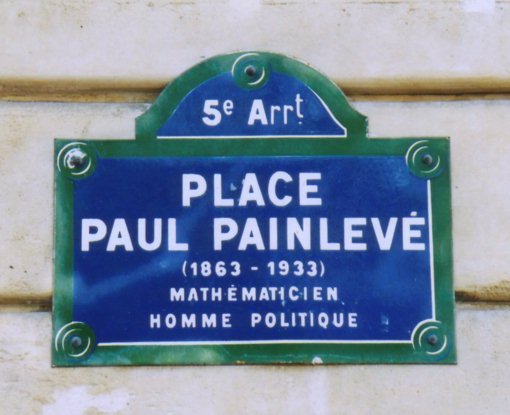 5e Arrt
PLACE
PAUL PAINLEVÉ
(1863 - 1933)
MATHÉMATICIEN
HOMME POLITIQUE